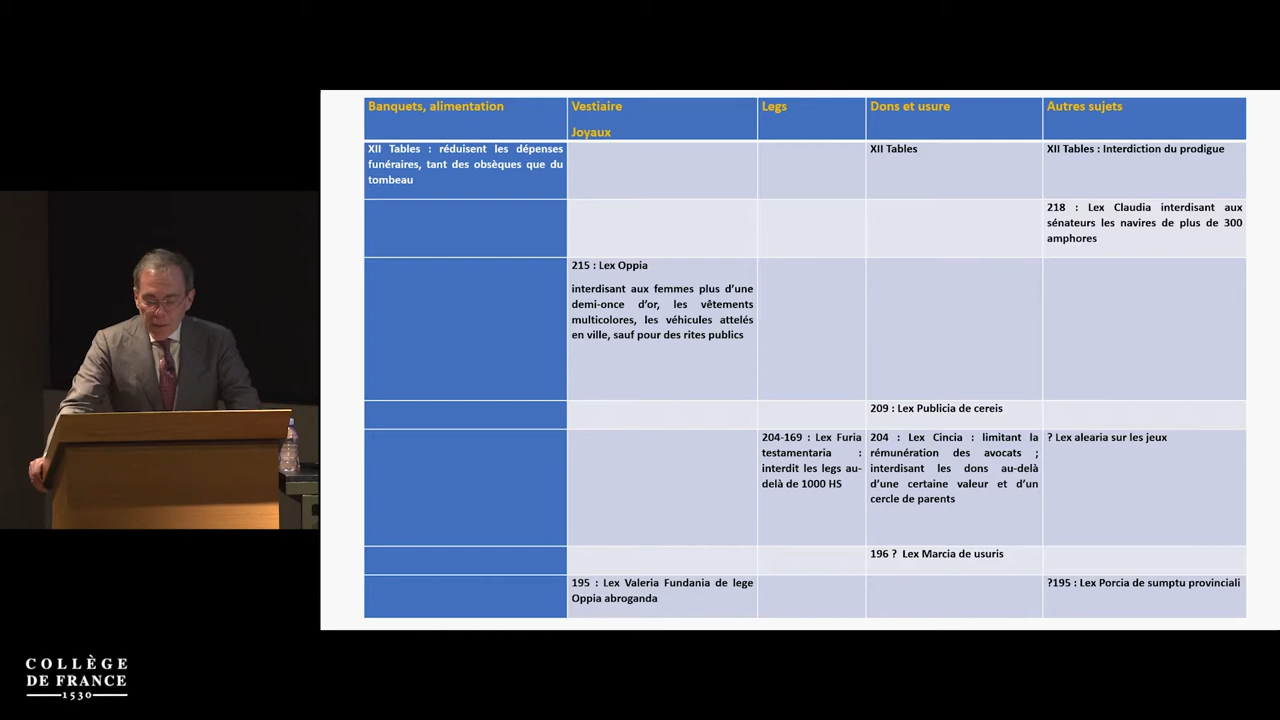 Banquets, alimentation
Vestiaire
Joyaux
Legs
Dons et usure
Autres sujets
XII Tables : réduisent les dépenses
funéraires, tant des obsèques que du
tombeau
XII Tables
XII Tables : Interdiction du prodigue
218 : Lex Claudia interdisant aux
sénateurs les navires de plus de 300
amphores
215 : Lex Oppia
interdisant aux femmes plus d'une
demi-once d'or, les vêtements
multicolores, les véhicules attelés
en ville, sauf pour des rites publics
209 : Lex Publicia de cereis
204-169 : Lex Furia
testamentaria :
interdit les legs au-
delà de 1000 HS
204 : Lex Cincia : limitant la
rémunération des avocats ;
interdisant les dons au-delà
d'une certaine valeur et d'un
cercle de parents
? Lex alearia sur les jeux
196 ? Lex Marcia de usuris
195 : Lex Valeria Fundania de lege
Oppia abroganda
?195 : Lex Porcia de sumptu provinciali
COLLÈGE
DE FRANCE
1530